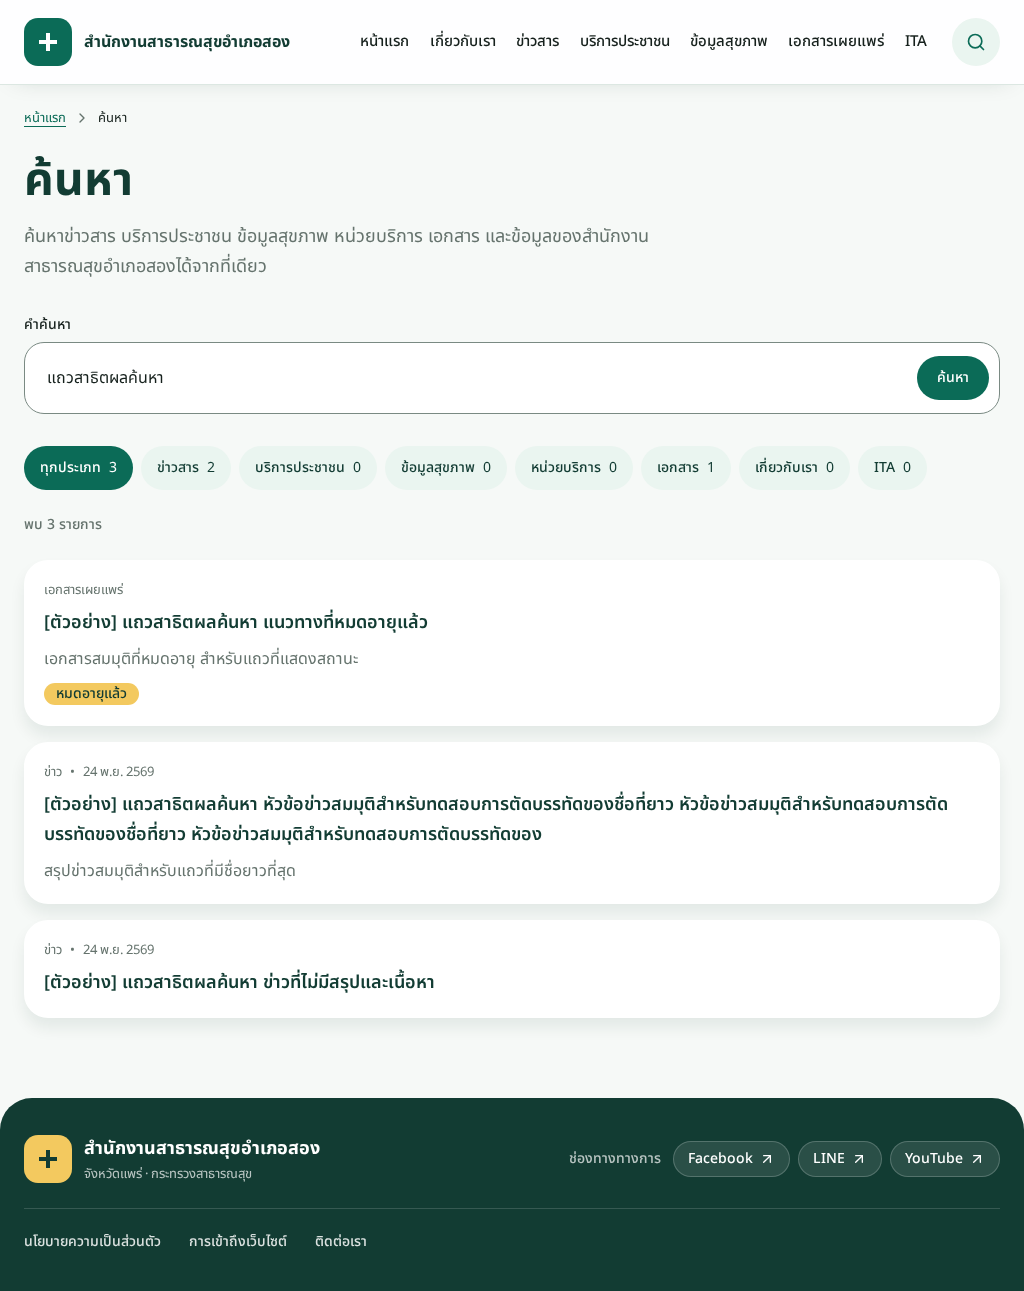 สำนักงานสาธารณสุขอำเภอสอง
หน้าแรก เกี่ยวกับเรา ข่าวสาร บริการประชาชน ข้อมูลสุขภาพ เอกสารเผยแพร่ ITA
หน้าแรก ค้นหา
ค้นหา
ค้นหาข่าวสาร บริการประชาชน ข้อมูลสุขภาพ หน่วยบริการ เอกสาร และข้อมูลของสำนักงาน
สาธารณสุขอำเภอสองได้จากที่เดียว
คำค้นหา
แถวสาธิตผลค้นหา ค้นหา
ทุกประเภท 3 ข่าวสาร 2 บริการประชาชน 0 ข้อมูลสุขภาพ 0 หน่วยบริการ 0 เอกสาร 1 เกี่ยวกับเรา 0 ITA 0
พบ 3 รายการ
เอกสารเผยแพร่
[ตัวอย่าง] แถวสาธิตผลค้นหา แนวทางที่หมดอายุแล้ว
เอกสารสมมุติที่หมดอายุ สำหรับแถวที่แสดงสถานะ
หมดอายุแล้ว
ข่าว • 24 พ.ย. 2569
[ตัวอย่าง] แถวสาธิตผลค้นหา หัวข้อข่าวสมมุติสำหรับทดสอบการตัดบรรทัดของชื่อที่ยาว หัวข้อข่าวสมมุติสำหรับทดสอบการตัด
บรรทัดของชื่อที่ยาว หัวข้อข่าวสมมุติสำหรับทดสอบการตัดบรรทัดของ
สรุปข่าวสมมุติสำหรับแถวที่มีชื่อยาวที่สุด
ข่าว • 24 พ.ย. 2569
[ตัวอย่าง] แถวสาธิตผลค้นหา ข่าวที่ไม่มีสรุปและเนื้อหา
สำนักงานสาธารณสุขอำเภอสอง
จังหวัดแพร่ · กระทรวงสาธารณสุข
ช่องทางทางการ Facebook LINE YouTube
นโยบายความเป็นส่วนตัว การเข้าถึงเว็บไซต์ ติดต่อเรา